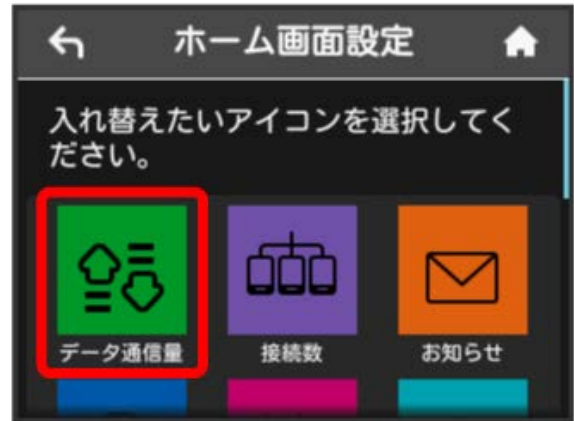 ホーム画面設定
入れ替えたいアイコンを選択してく
ださい。
データ通信量 接続数 お知らせ